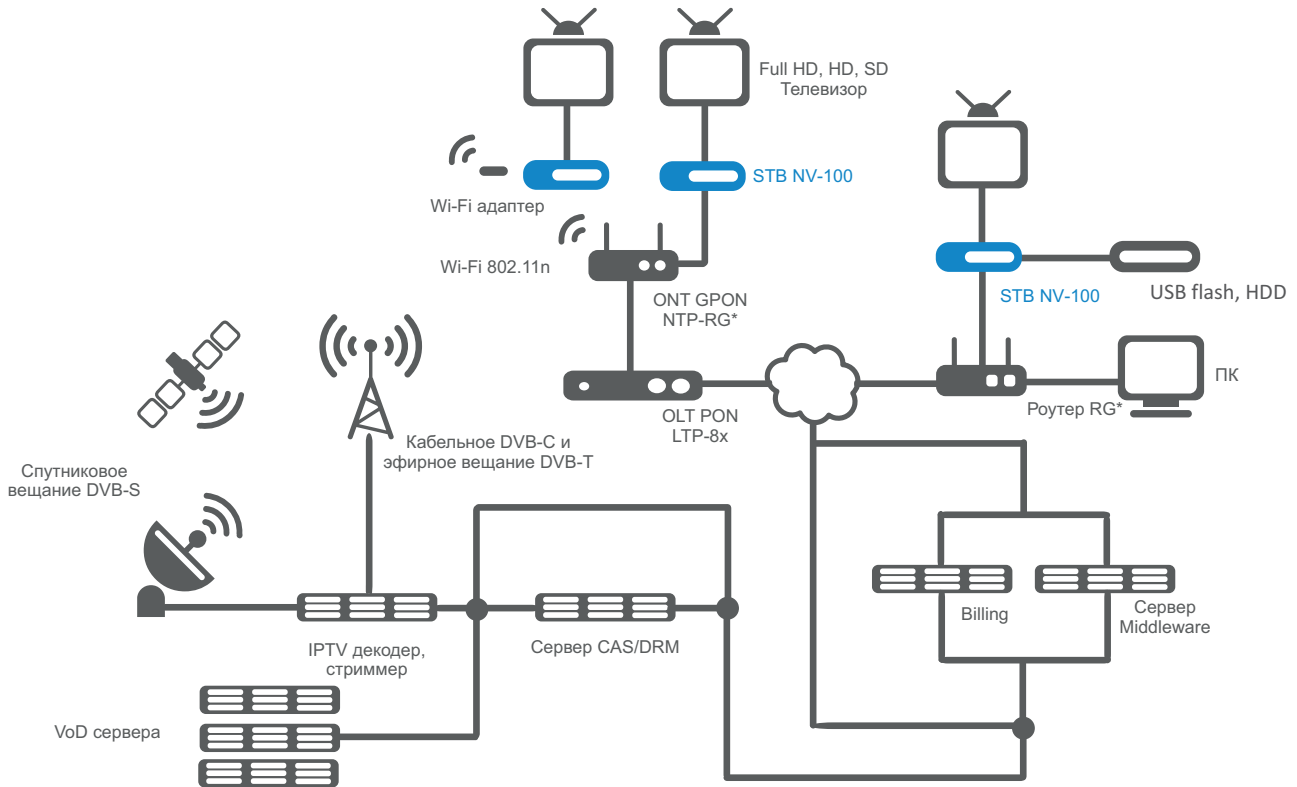 Full HD, HD, SD
Телевизор
STB NV-100
Wi-Fi адаптер
Wi-Fi 802.11n
ONT GPON
NTP-RG*
STB NV-100
USB flash, HDD
ПК
Роутер RG*
OLT PON
LTP-8x
Кабельное DVB-C и
эфирное вещание DVB-T
Спутниковое
вещание DVB-S
IPTV декодер,
стриммер
Сервер CAS/DRM
Billing
Сервер
Middleware
VoD сервера